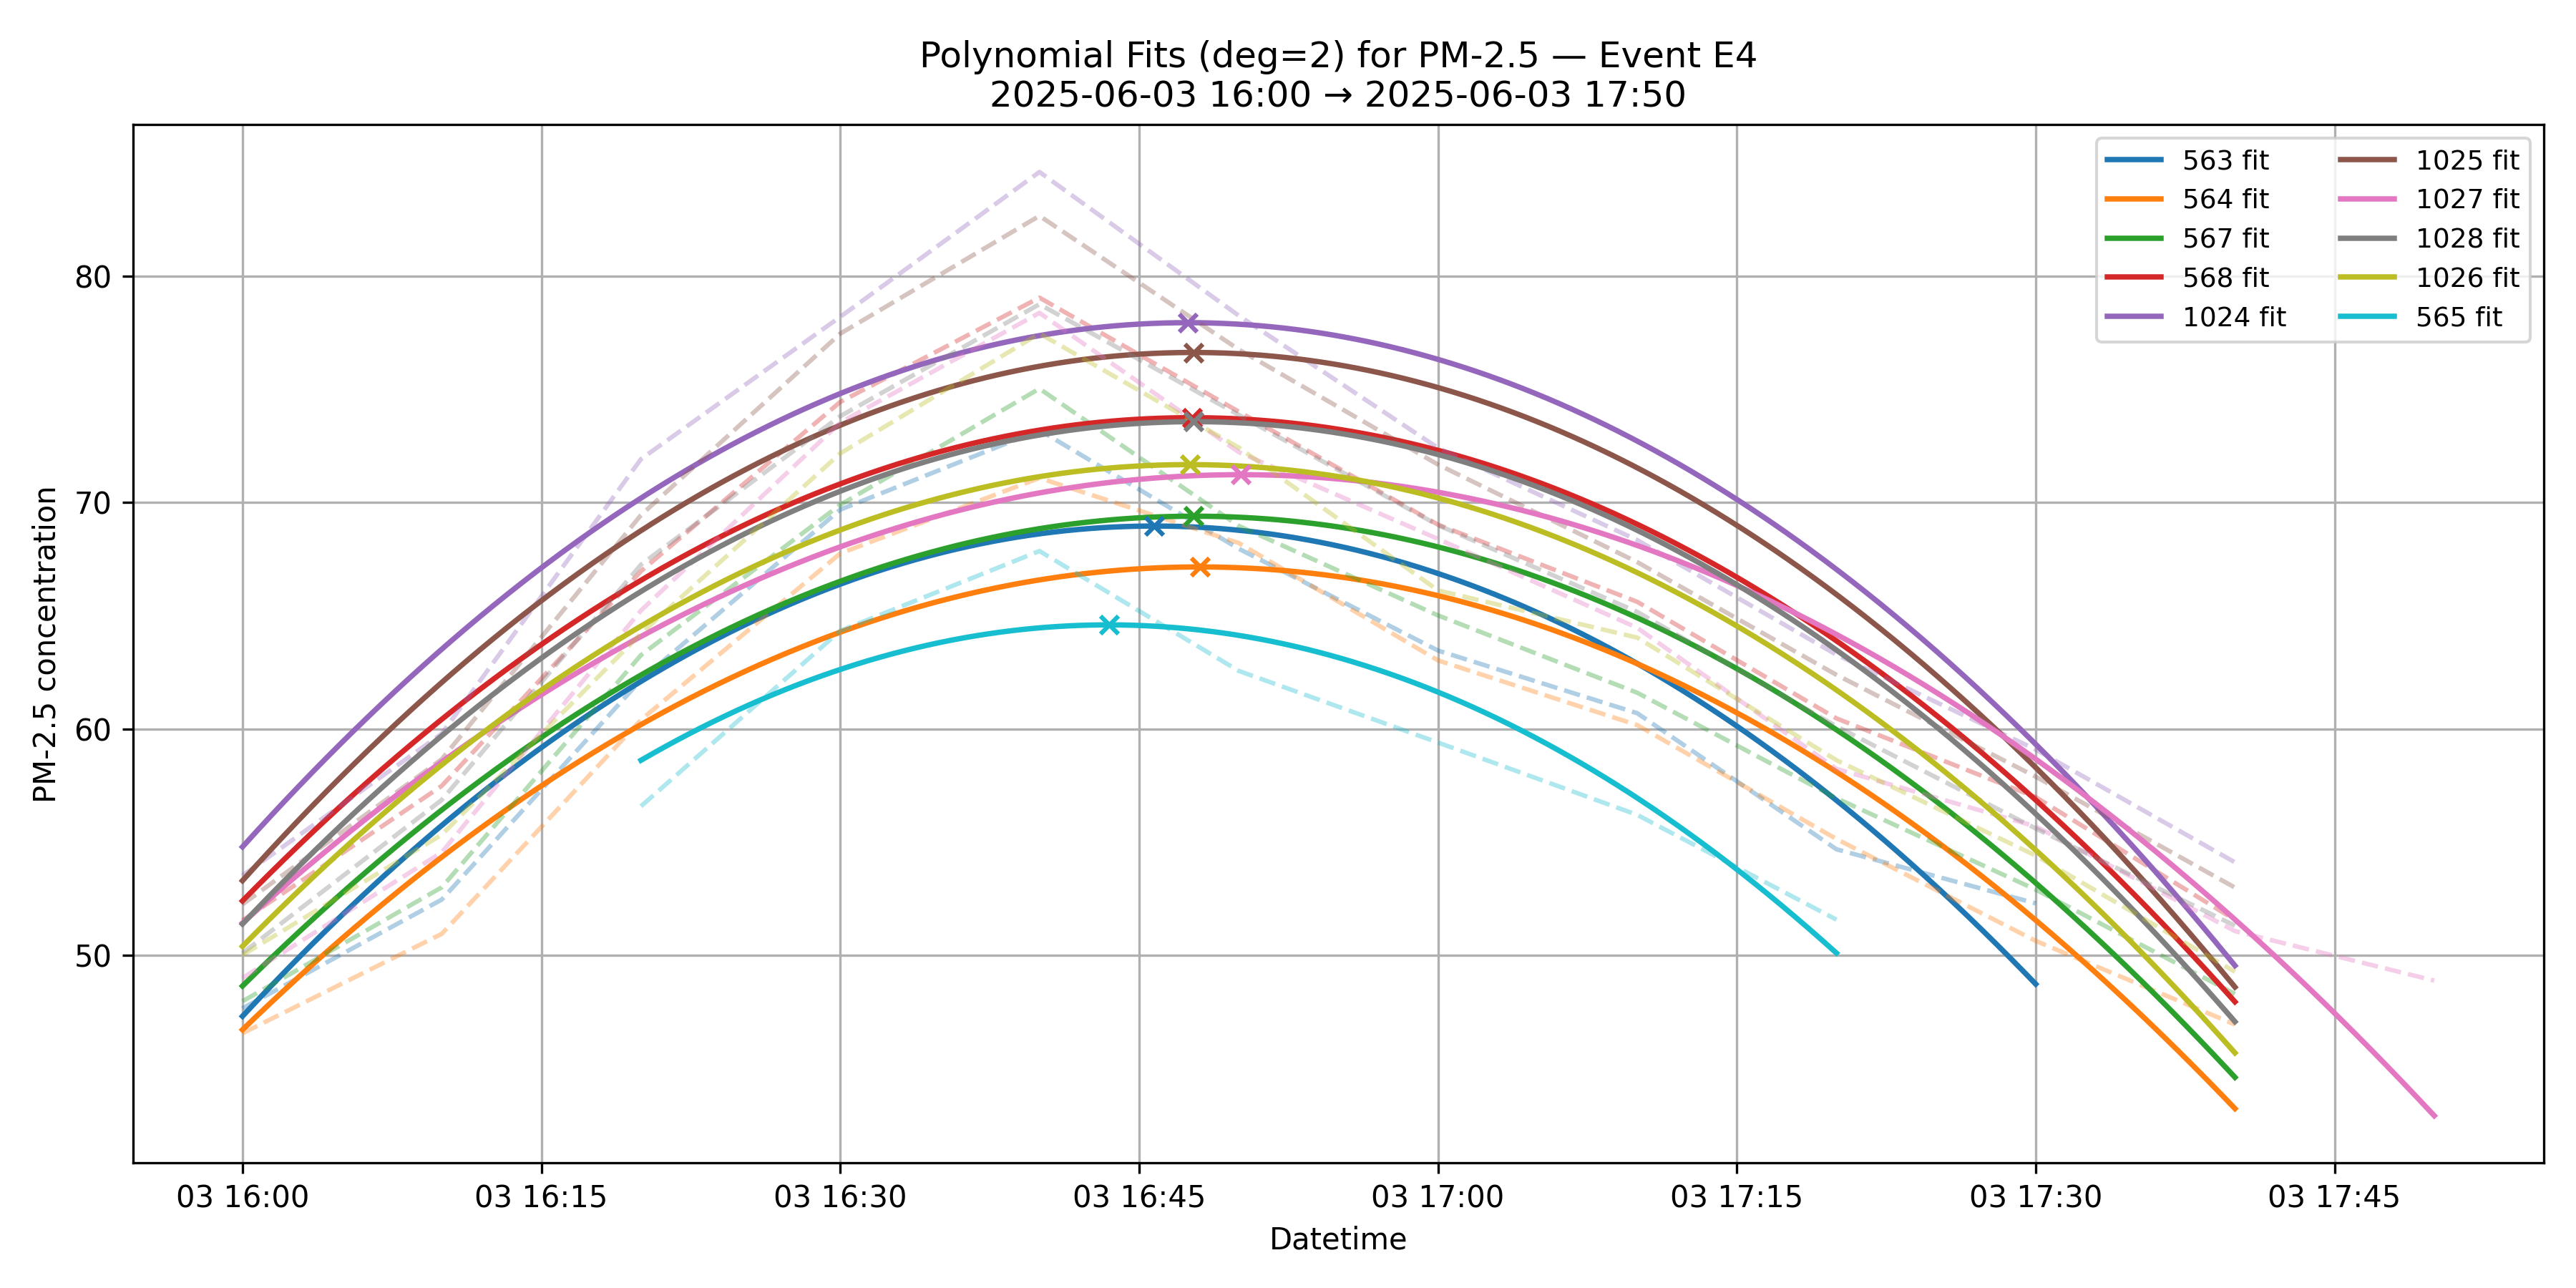 Polynomial Fits (deg=2) for PM-2.5 — Event E4
2025-06-03 16:00 → 2025-06-03 17:50
563 fit
564 fit
567 fit
568 fit
1024 fit
1025 fit
1027 fit
1028 fit
1026 fit
565 fit
PM-2.5 concentration
80
70
60
50
03 16:00
03 16:15
03 16:30
03 16:45
03 17:00
03 17:15
03 17:30
03 17:45
Datetime